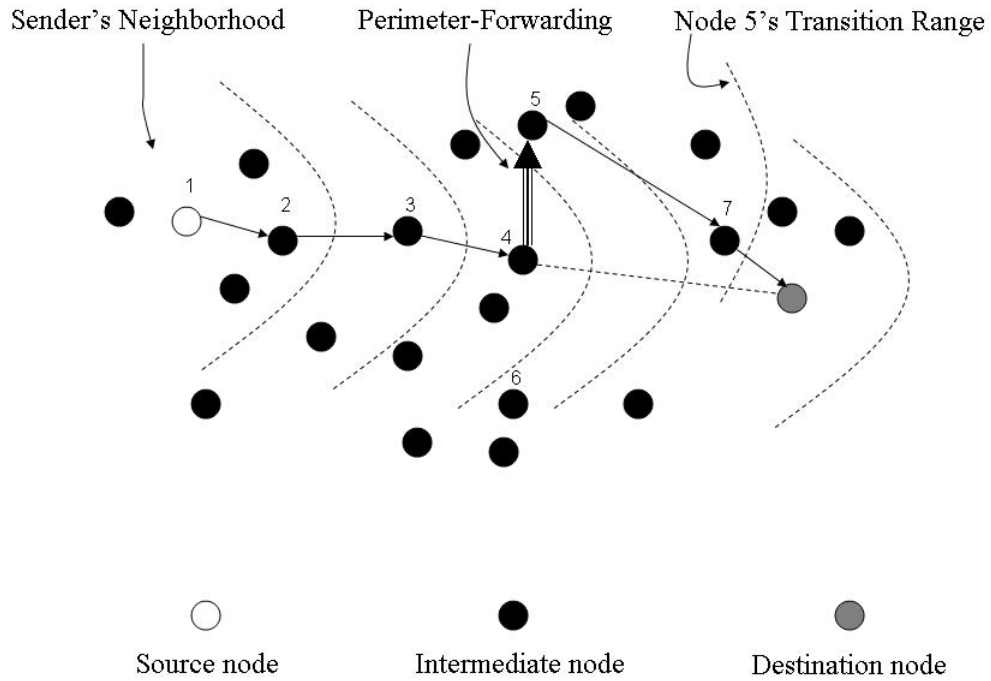 Sender's Neighborhood
Perimeter-Forwarding
Node 5's Transition Range
5
1
2
3
4
7
6
Source node
Intermediate node
Destination node